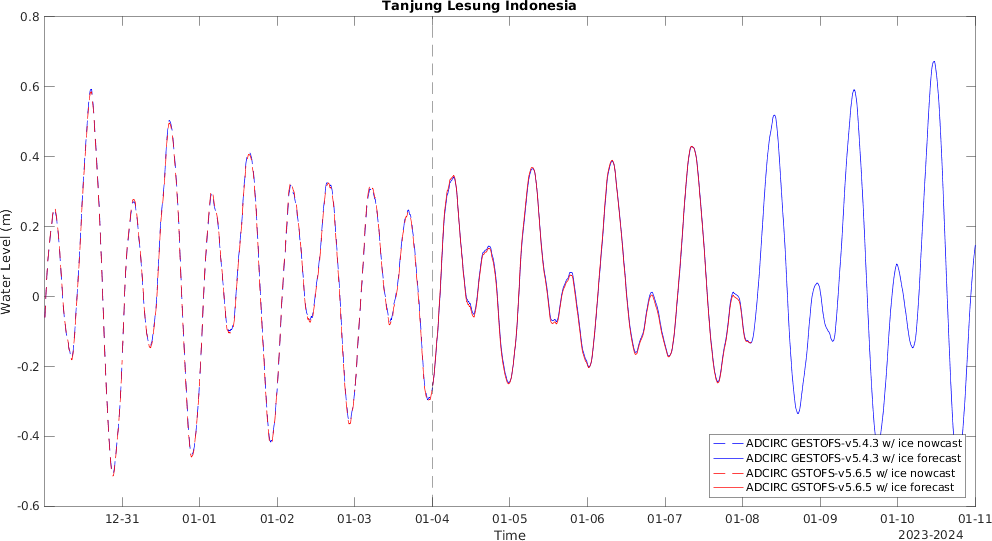 Tanjung Lesung Indonesia
Water Level (m)
0.8
0.6
0.4
0.2
0
-0.2
-0.4
-0.6
ADCIRC GESTOFS-v5.4.3 w/ ice nowcast
ADCIRC GESTOFS-v5.4.3 w/ ice forecast
ADCIRC GSTOFS-v5.6.5 w/ ice nowcast
ADCIRC GSTOFS-v5.6.5 w/ ice forecast
12-31 01-01 01-02 01-03 01-04 01-05 01-06 01-07 01-08 01-09 01-10 01-11
Time
2023-2024